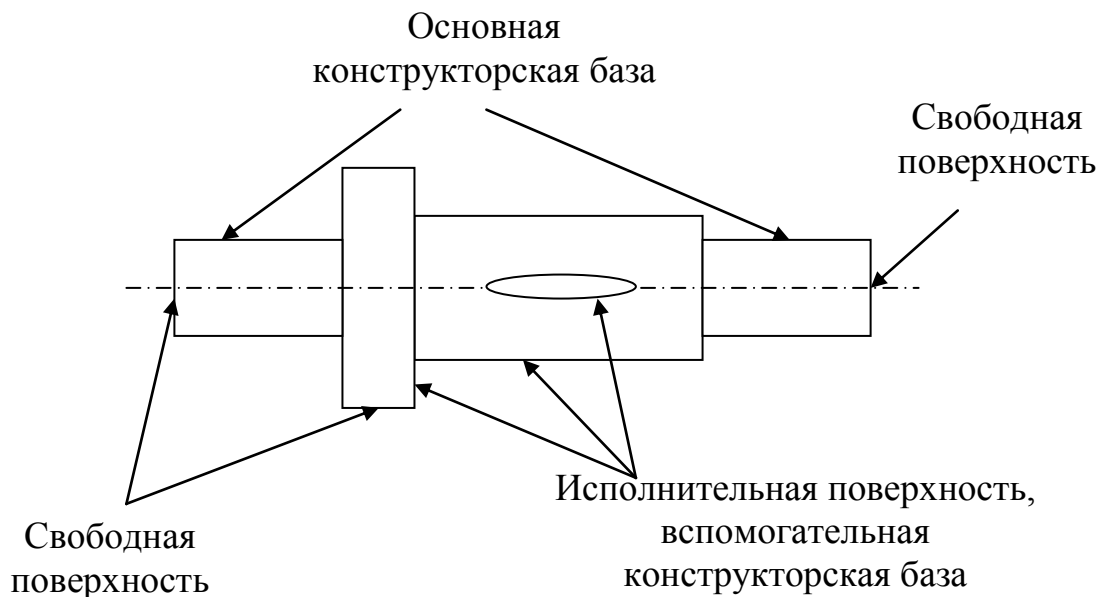 Основная
конструкторская база
Свободная
поверхность
Исполнительная поверхность,
вспомогательная
конструкторская база
Свободная
поверхность